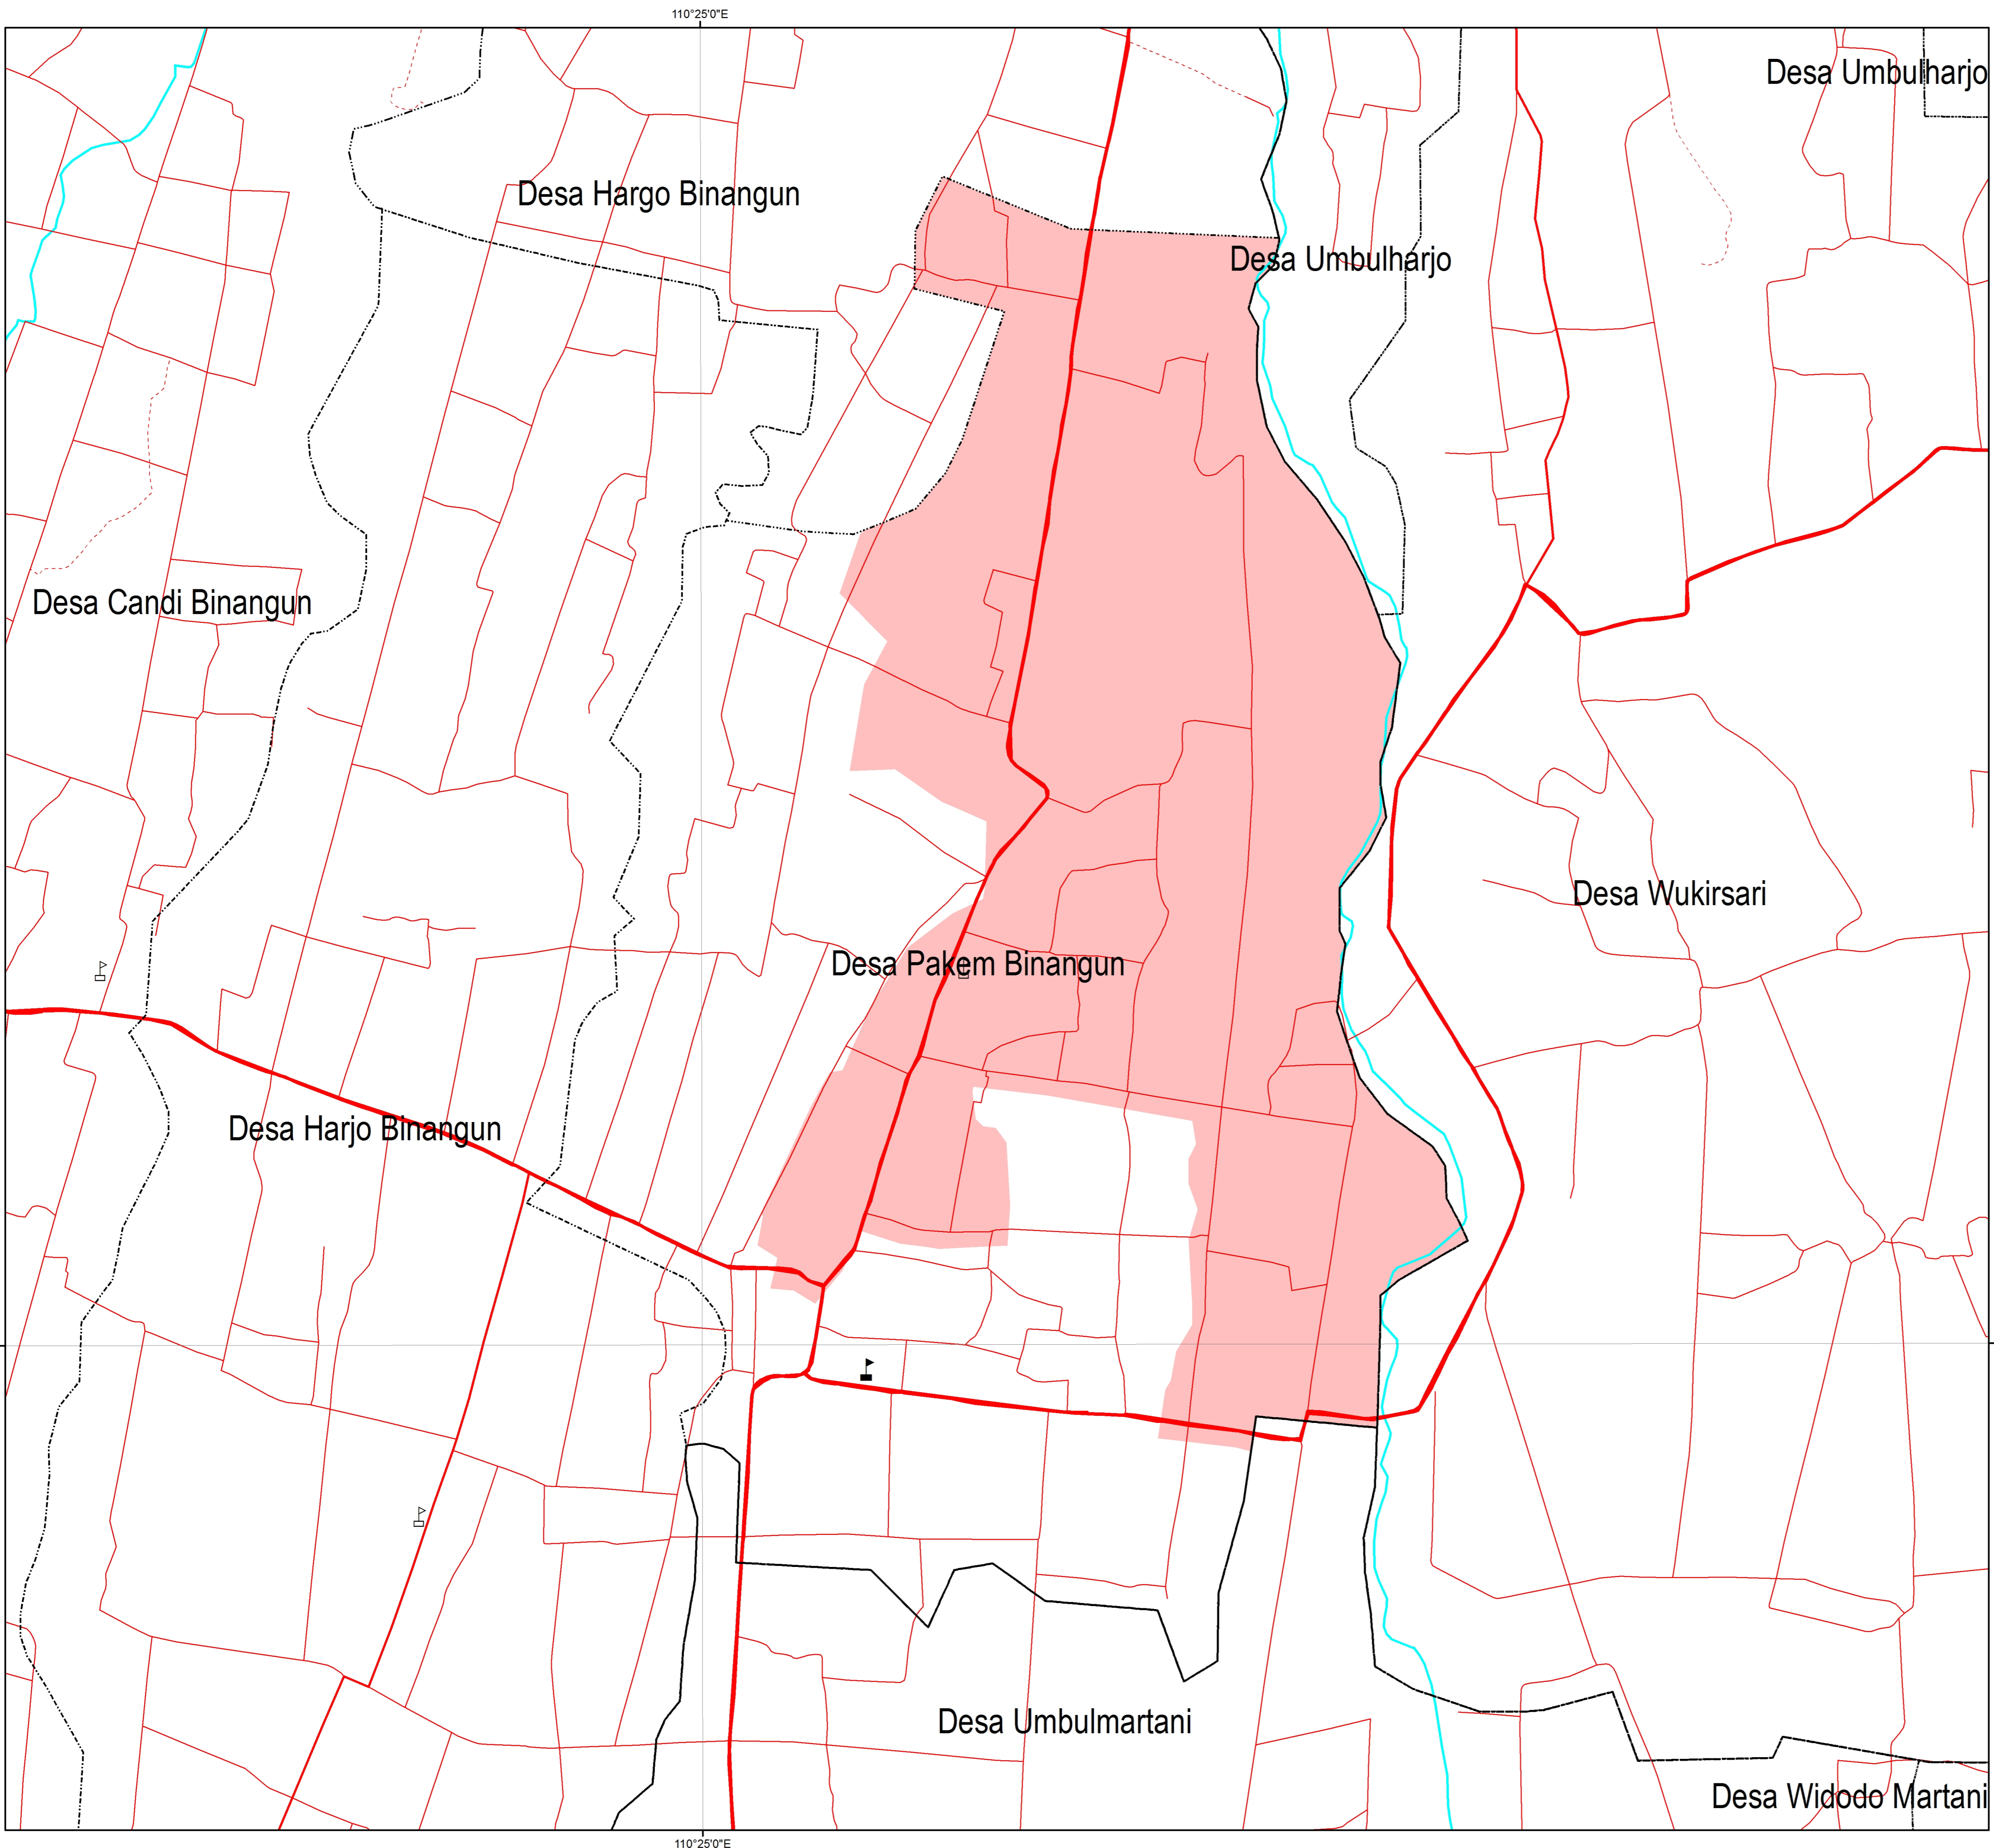 110°25'0"E
Desa Umbulharjo
Desa Hargo Binangun
Desa Umbulharjo
Desa Candi Binangun
Desa Wukirsari
Desa Pakem Binangun
Desa Harjo Binangun
Desa Umbulmartani
Desa Widodo Martani
110°25'0"E